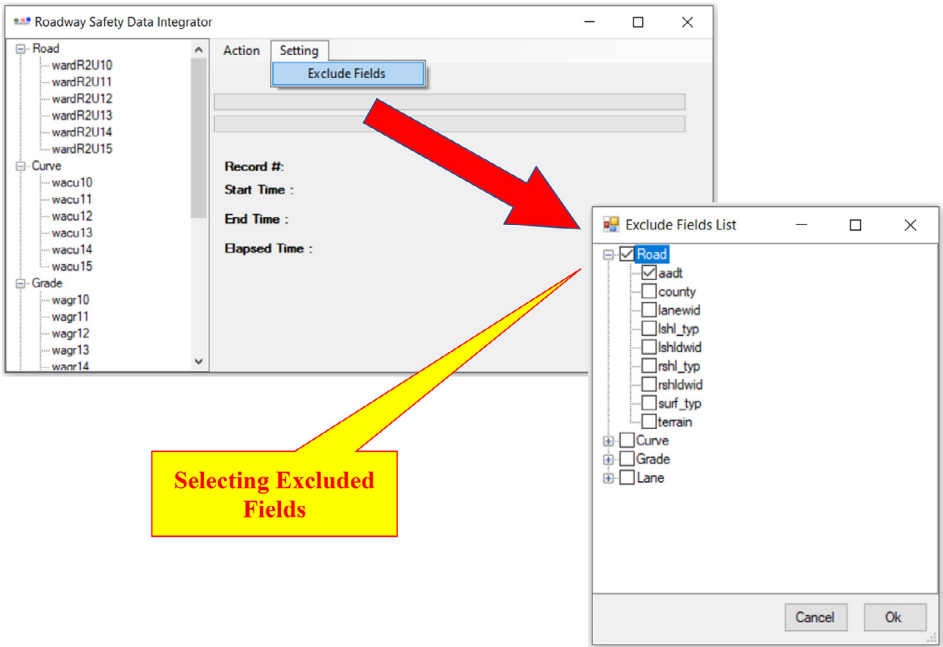 Roadway Safety Data Integrator
Road
wardR2U10
wardR2U11
wardR2U12
wardR2U13
wardR2U14
wardR2U15
Curve
wacu10
wacu11
wacu12
wacu13
wacu14
wacu15
Grade
wagr10
wagr11
wagr12
wagr13
wagr14
Action Setting
Exclude Fields
Record #:
Start Time :
End Time :
Elapsed Time :
Exclude Fields List
Road
aadt
county
lanewid
lshl_typ
lshldwid
rshl_typ
rshldwid
surf_typ
terrain
Curve
Grade
Lane
Cancel Ok
Selecting Excluded
Fields